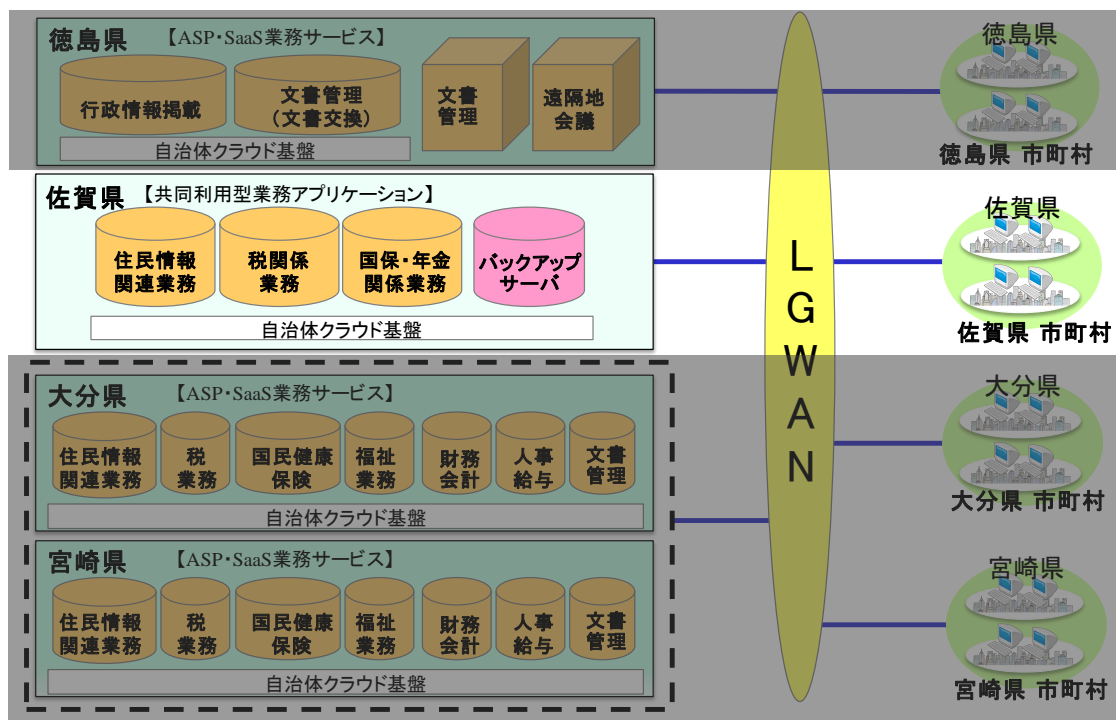 徳島県 【ASP・SaaS業務サービス】
行政情報掲載
文書管理
(文書交換)
文書
管理
遠隔地
会議
自治体クラウド基盤
徳島県
徳島県 市町村
佐賀県 【共同利用型業務アプリケーション】
住民情報
関連業務
税関係
業務
国保・年金
関係業務
バックアップ
サーバ
自治体クラウド基盤
L
G
W
A
N
佐賀県
佐賀県 市町村
大分県 【ASP・SaaS業務サービス】
住民情報
関連業務
税
業務
国民健康
保険
福祉
業務
財務
会計
人事
給与
文書
管理
自治体クラウド基盤
大分県
大分県 市町村
宮崎県 【ASP・SaaS業務サービス】
住民情報
関連業務
税
業務
国民健康
保険
福祉
業務
財務
会計
人事
給与
文書
管理
自治体クラウド基盤
宮崎県
宮崎県 市町村